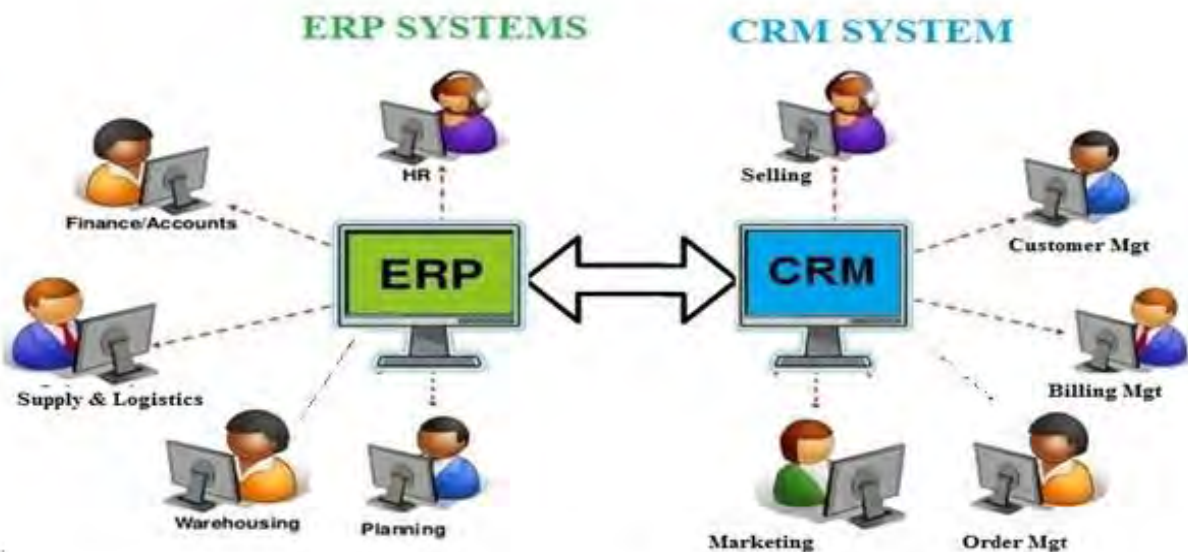 ERP SYSTEMS
CRM SYSTEM
HR
Selling
Finance/Accounts
Customer Mgt
ERP
CRM
Supply & Logistics
Billing Mgt
Warehousing
Planning
Marketing
Order Mgt